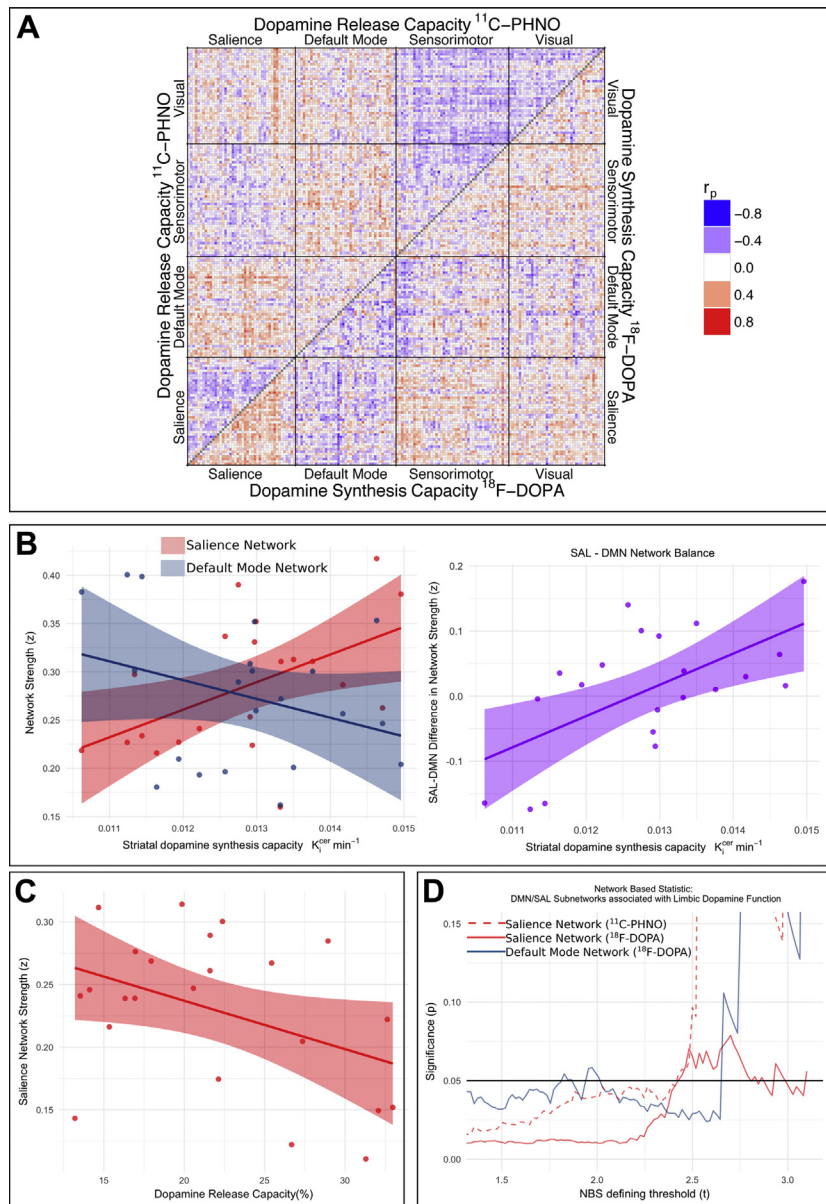 A
Dopamine Release Capacity ¹¹C−PHNO
Salience Default Mode Sensorimotor Visual
Dopamine Release Capacity ¹¹C−PHNO
Visual
Sensorimotor
Default Mode
Salience
Visual
Sensorimotor
Default Mode
Salience
Dopamine Synthesis Capacity ¹⁸F−DOPA
Salience Default Mode Sensorimotor Visual
Dopamine Synthesis Capacity ¹⁸F−DOPA
rₚ
−0.8
−0.4
0.0
0.4
0.8
B
Salience Network
Default Mode Network
Network Strength (z)
0.40
0.35
0.30
0.25
0.20
0.15
0.011 0.012 0.013 0.014 0.015
Striatal dopamine synthesis capacity Kᵢᶜᵉʳ min⁻¹
SAL - DMN Network Balance
SAL-DMN Difference in Network Strength (z)
0.2
0.1
0.0
-0.1
0.011 0.012 0.013 0.014 0.015
Striatal dopamine synthesis capacity Kᵢᶜᵉʳ min⁻¹
C
Salience Network Strength (z)
0.30
0.25
0.20
0.15
15 20 25 30
Dopamine Release Capacity(%)
D
Network Based Statistic:
DMN/SAL Subnetworks associated with Limbic Dopamine Function
Salience Network (¹¹C-PHNO)
Salience Network (¹⁸F-DOPA)
Default Mode Network (¹⁸F-DOPA)
Significance (p)
0.15
0.10
0.05
0.00
1.5 2.0 2.5 3.0
NBS defining threshold (t)